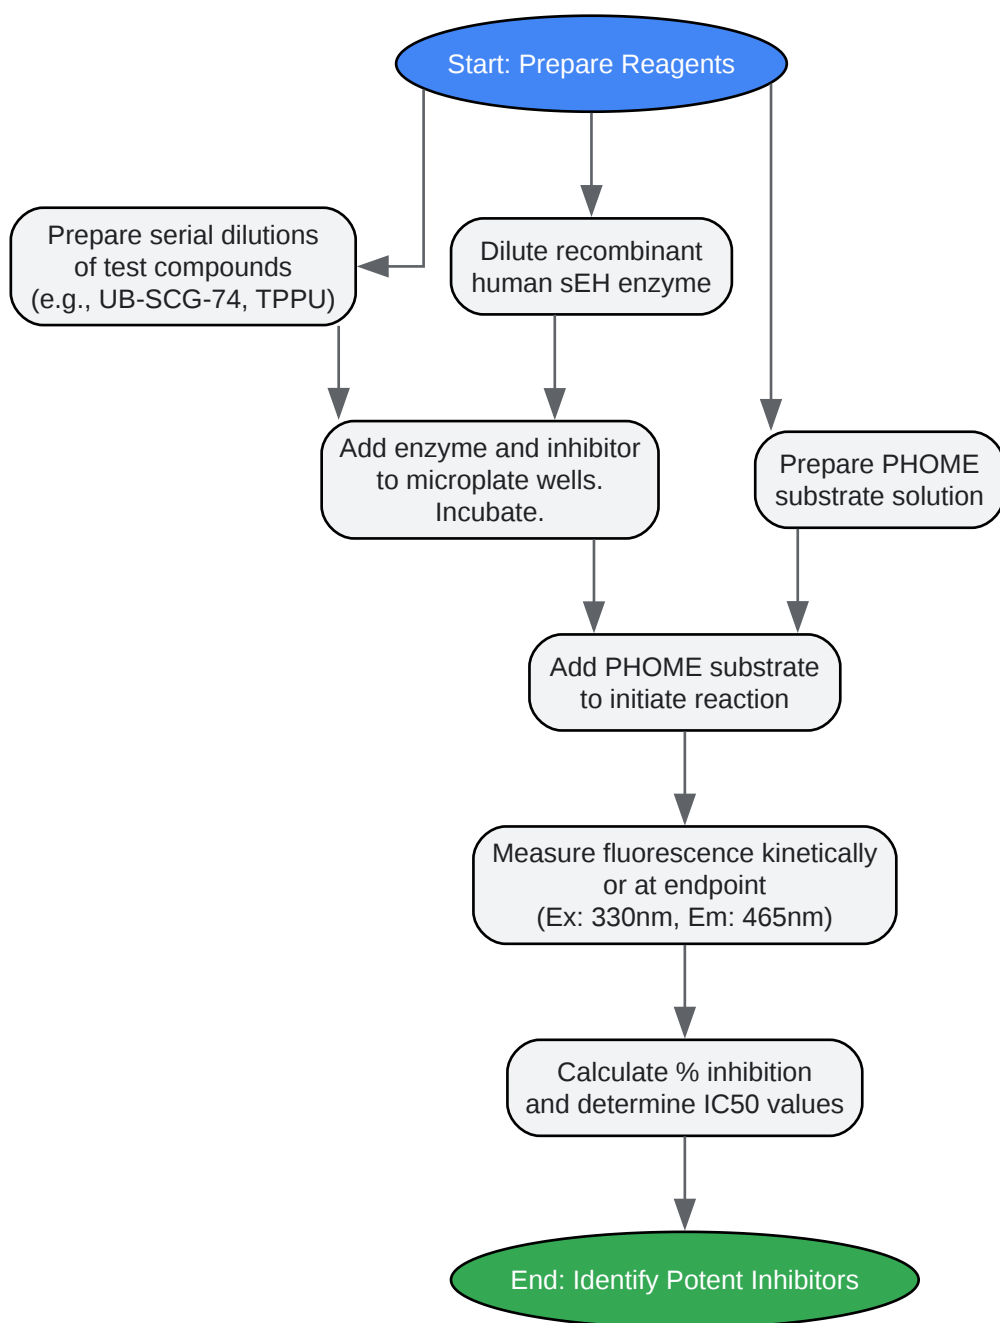 Start: Prepare Reagents
Prepare serial dilutions
of test compounds
(e.g., UB-SCG-74, TPPU)
Dilute recombinant
human sEH enzyme
Add enzyme and inhibitor
to microplate wells.
Incubate.
Prepare PHOME
substrate solution
Add PHOME substrate
to initiate reaction
Measure fluorescence kinetically
or at endpoint
(Ex: 330nm, Em: 465nm)
Calculate % inhibition
and determine IC50 values
End: Identify Potent Inhibitors